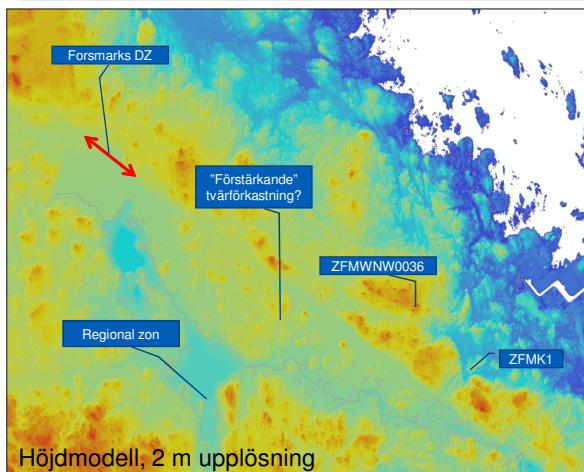 Forsmarks DZ
"Förstärkande"
tvärförkastning?
ZFMWNW0036
Regional zon
ZFMK1
Höjdmodell, 2 m upplösning